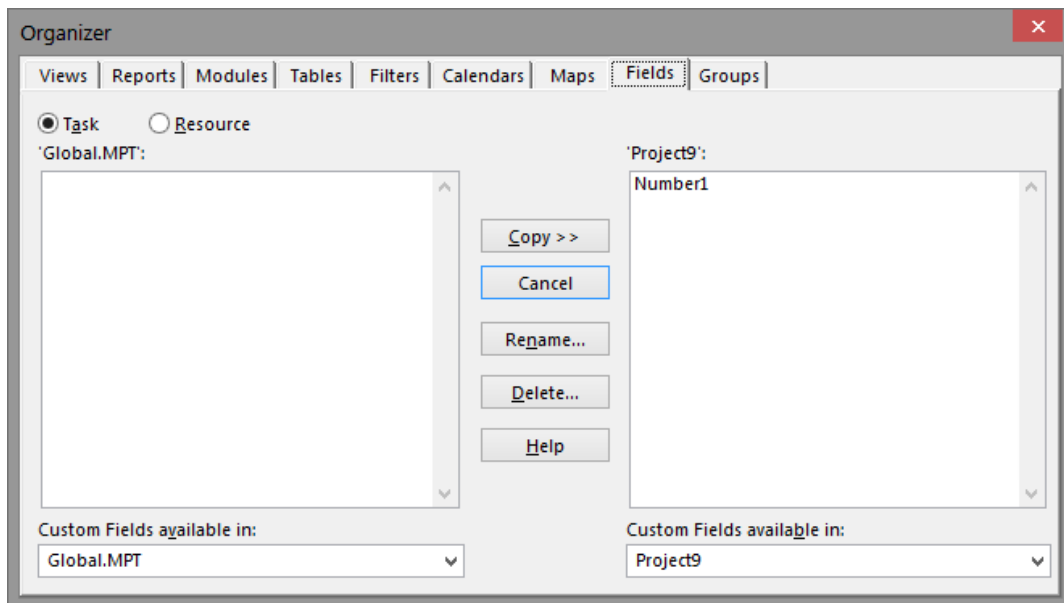 Organizer
Views Reports Modules Tables Filters Calendars Maps Fields Groups
Task Resource
'Global.MPT':
'Project9':
Number1
Copy >>
Cancel
Rename...
Delete...
Help
Custom Fields available in:
Global.MPT
Custom Fields available in:
Project9